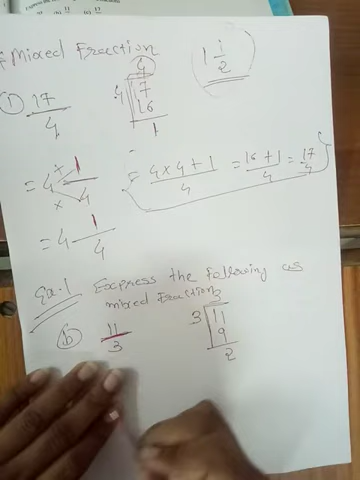 Mixed Fraction
1 1/2
① 17/4
4
4 17
16
1
= 4 + 1/4 × = 4×4+1/4 = 16+1/4 = 17/4
= 4 1/4
Ex.1 Express the following as
mixed Fraction
ⓑ 11/3
3
3 11
9
2